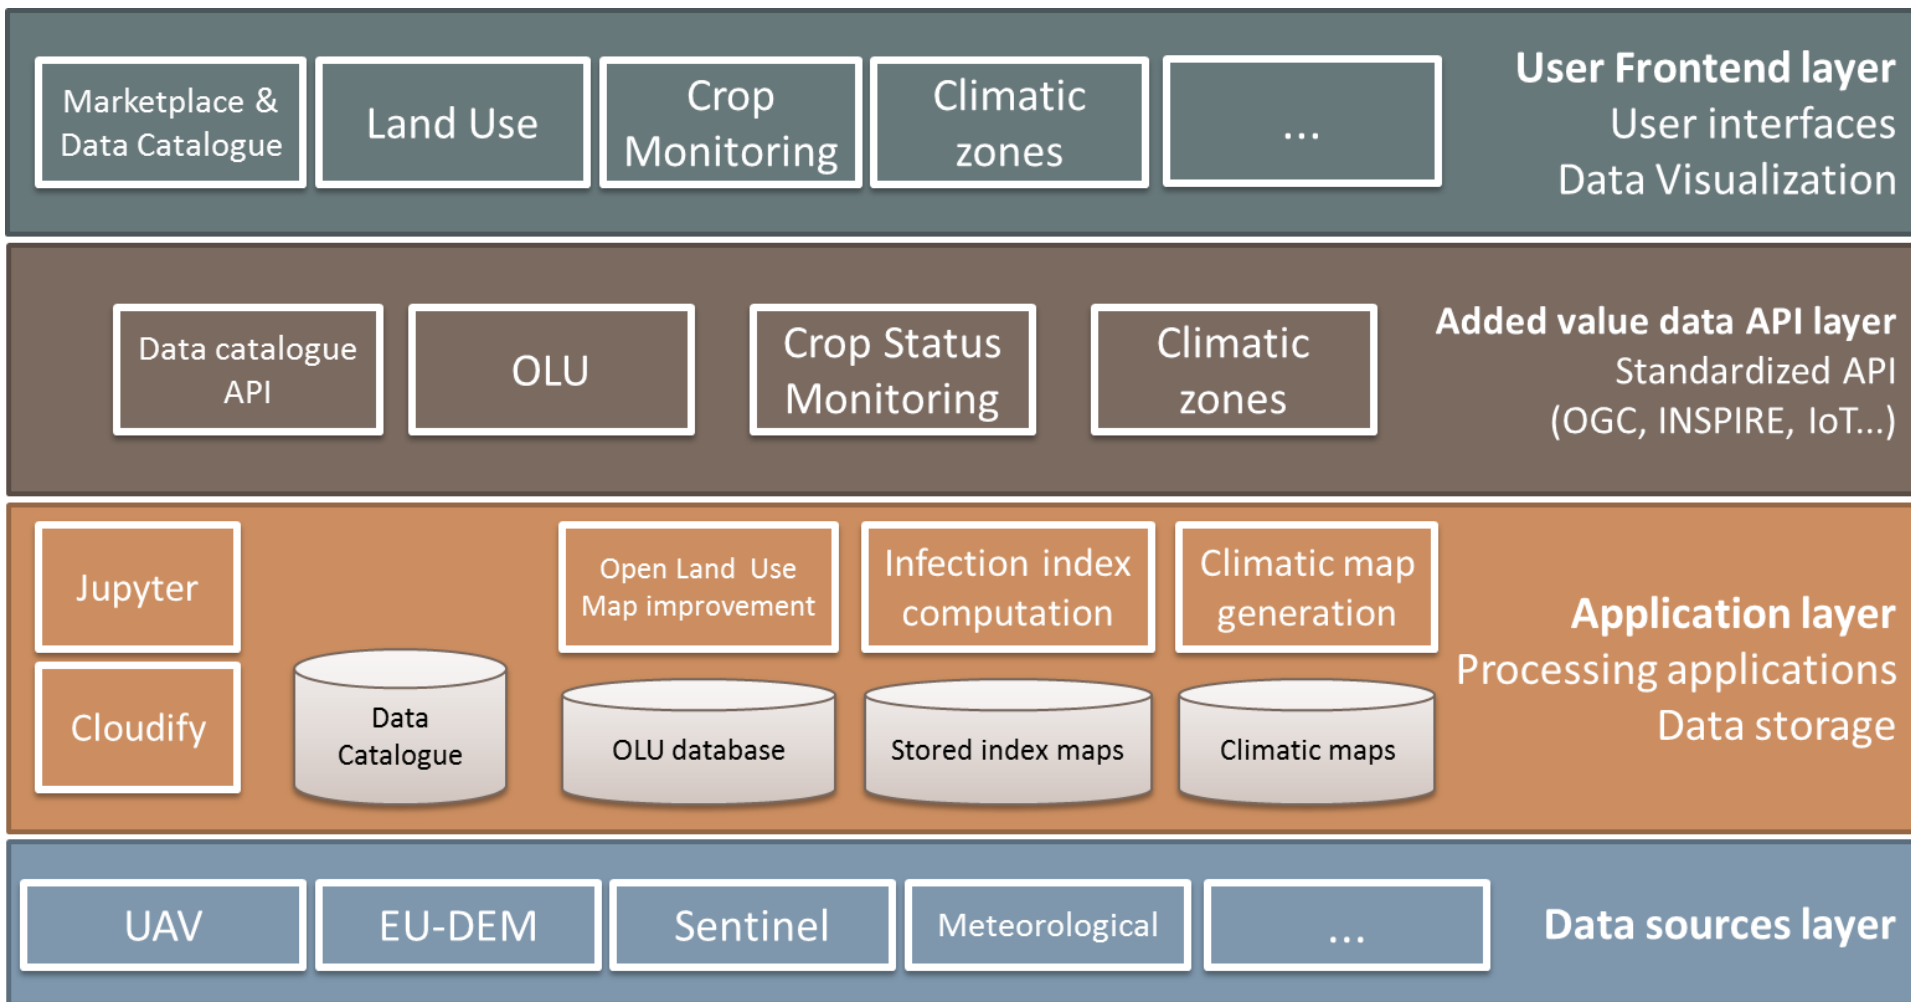 Marketplace &
Data Catalogue
Land Use
Crop
Monitoring
Climatic
zones
...
User Frontend layer
User interfaces
Data Visualization
Data catalogue
API
OLU
Crop Status
Monitoring
Climatic
zones
Added value data API layer
Standardized API
(OGC, INSPIRE, IoT...)
Jupyter
Cloudify
Data
Catalogue
Open Land Use
Map improvement
OLU database
Infection index
computation
Stored index maps
Climatic map
generation
Climatic maps
Application layer
Processing applications
Data storage
UAV
EU-DEM
Sentinel
Meteorological
...
Data sources layer